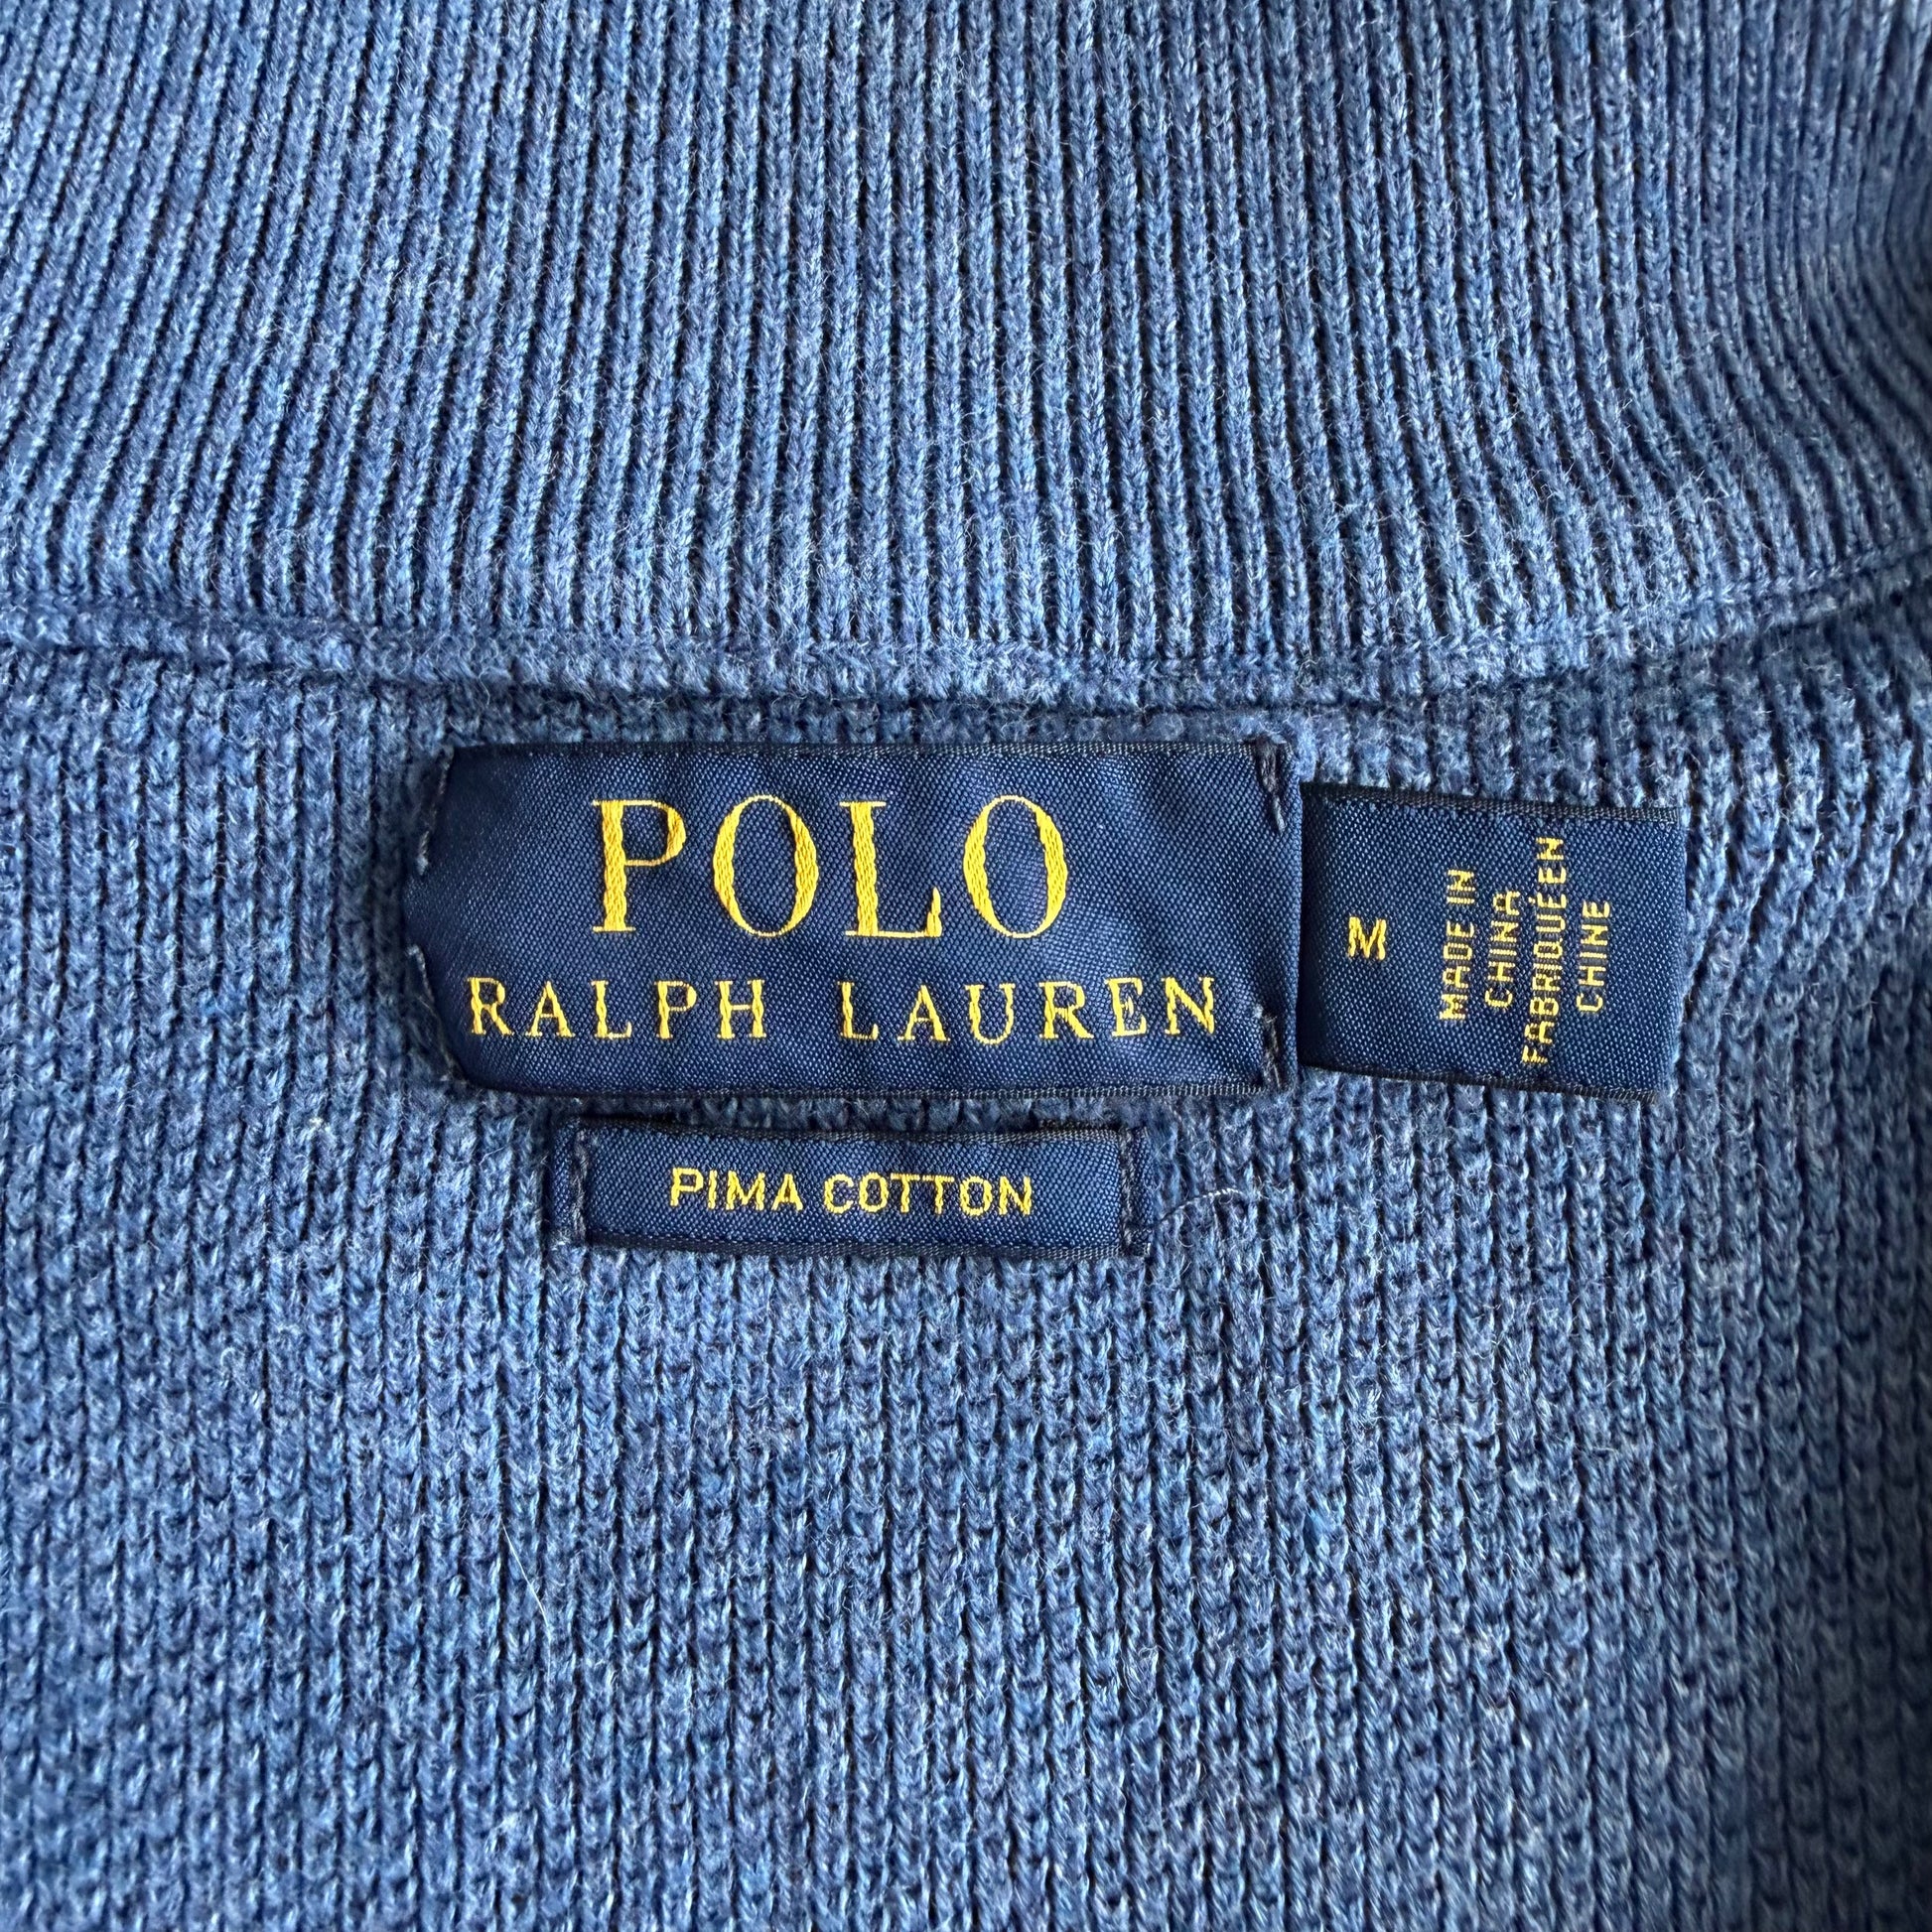 POLO
RALPH LAUREN
M
MADE IN
CHINA
FABRIQUÉ EN
CHINE
PIMA COTTON